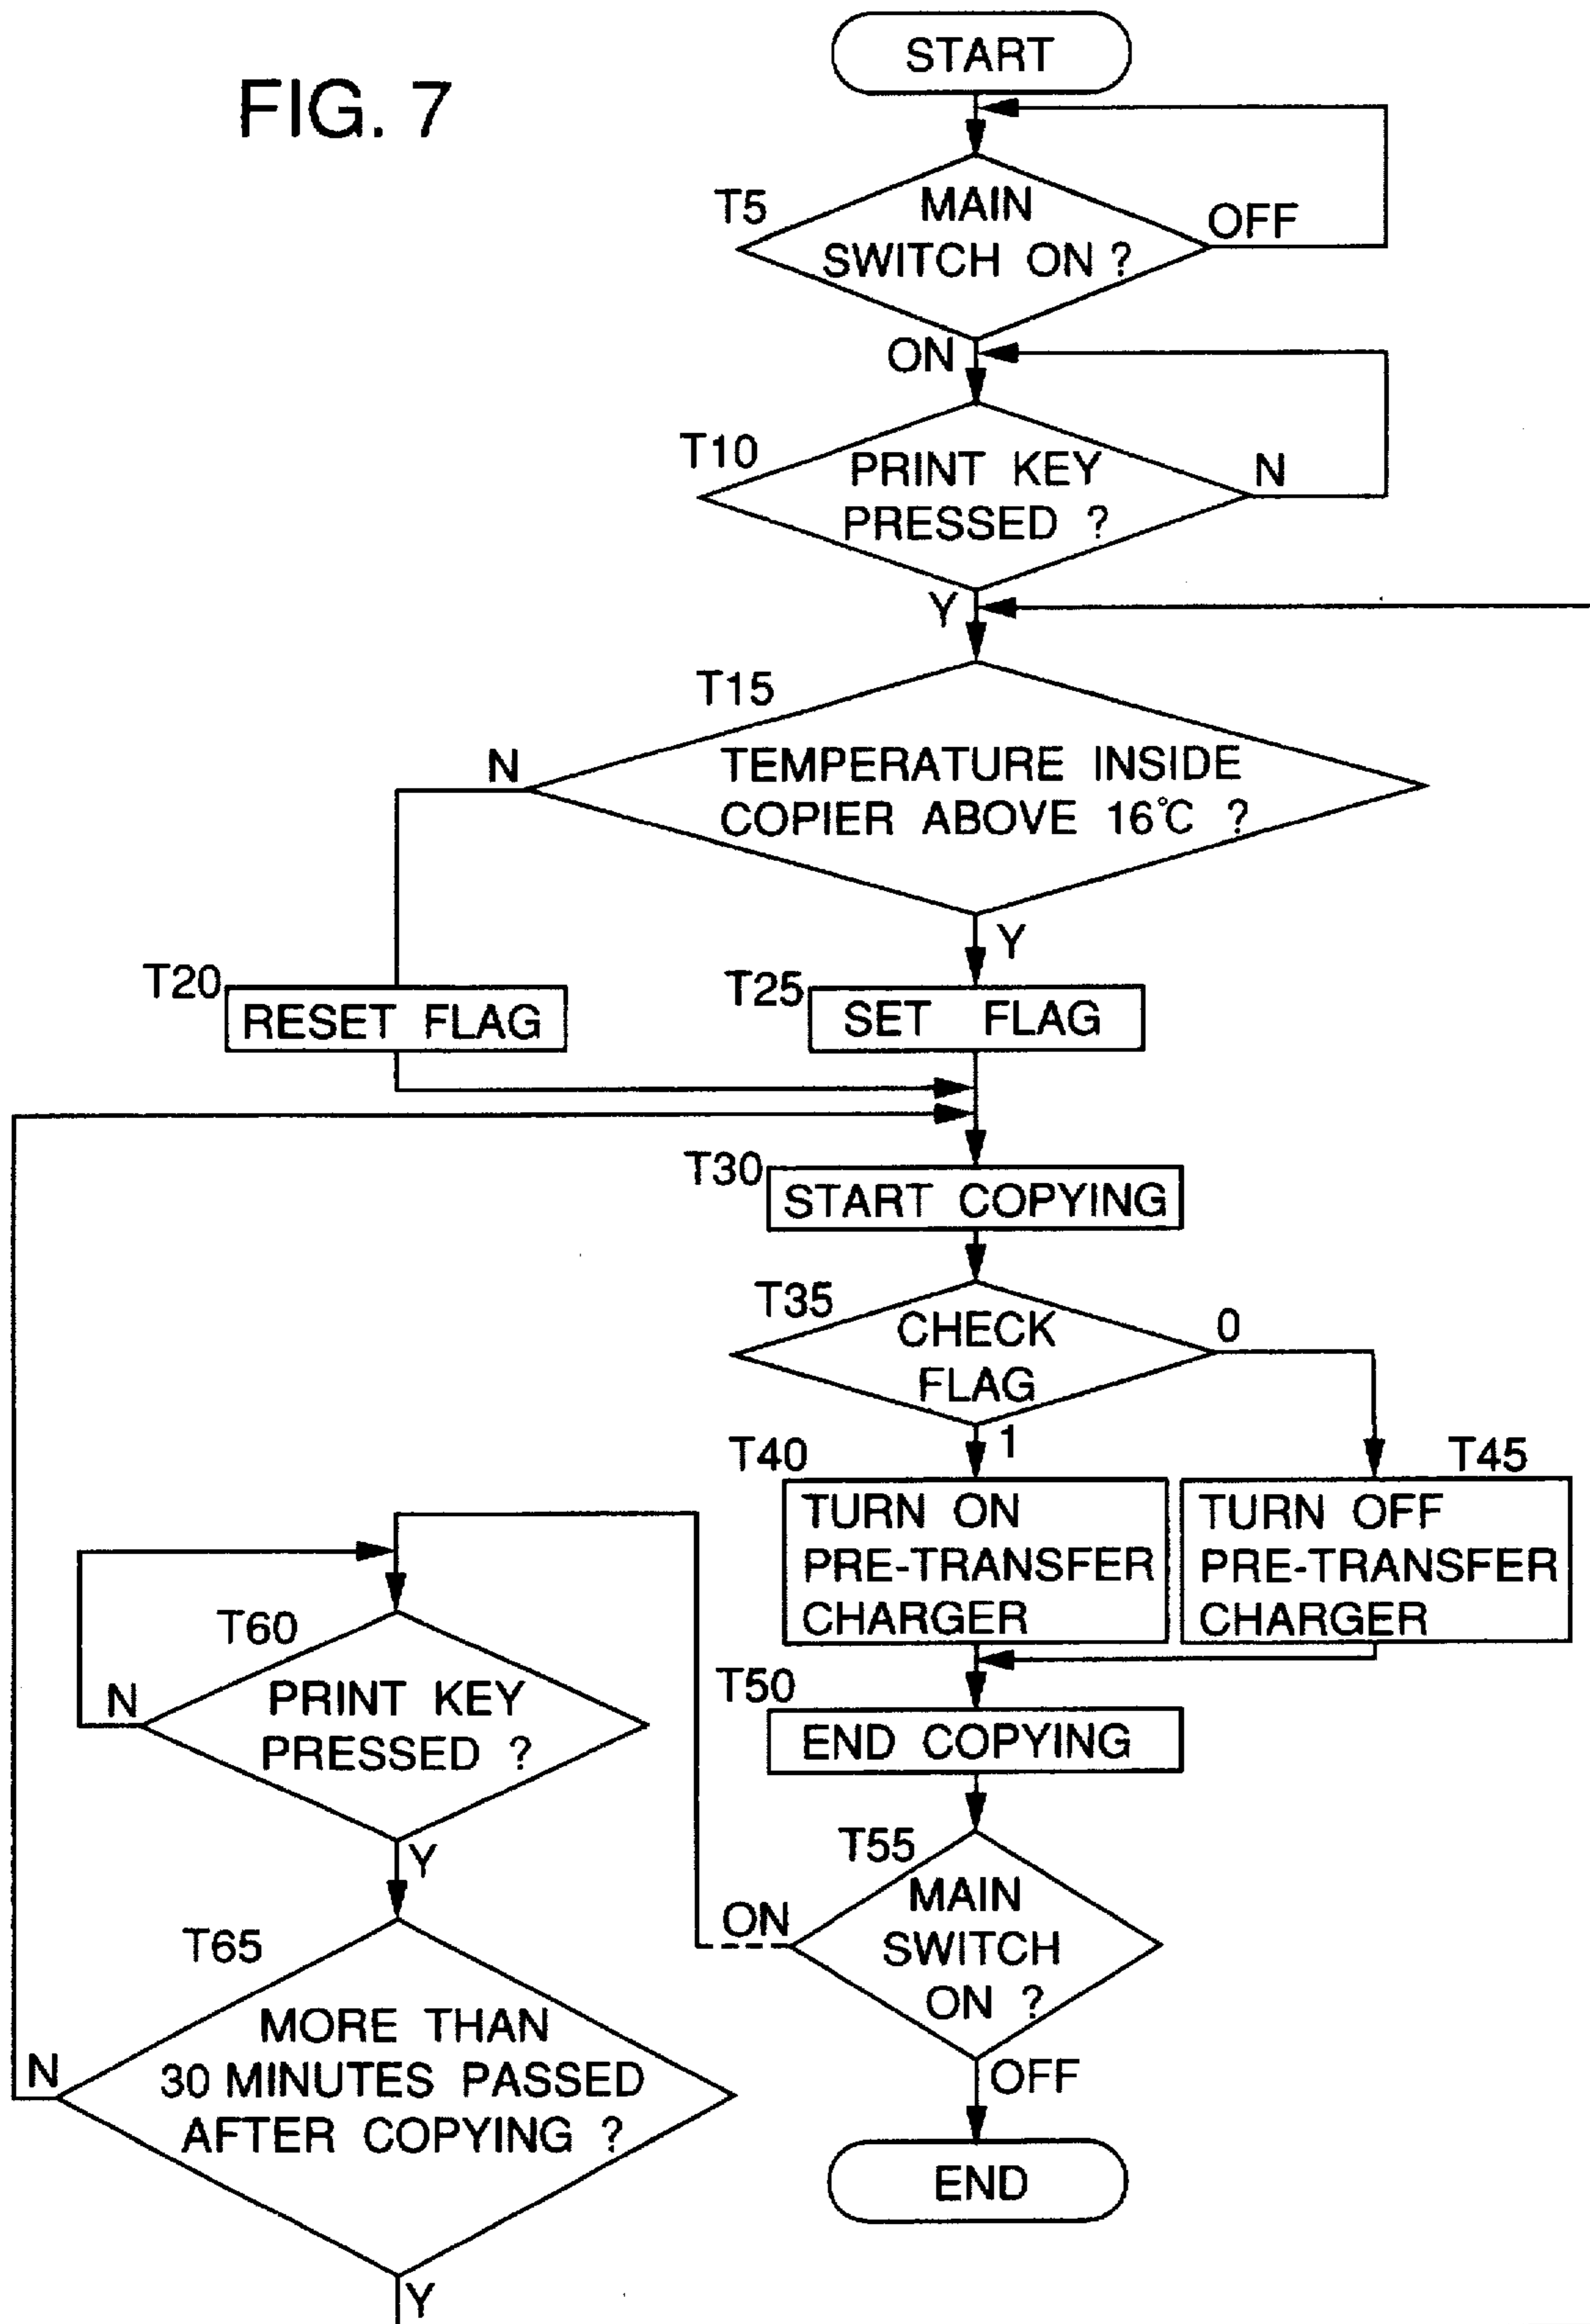 FIG. 7
START
T5
MAIN
SWITCH ON ?
OFF
ON
T10
PRINT KEY
PRESSED ?
N
Y
T15
TEMPERATURE INSIDE
COPIER ABOVE 16°C ?
N
Y
T20
RESET FLAG
T25
SET FLAG
T30
START COPYING
T35
CHECK
FLAG
0
1
T40
TURN ON
PRE-TRANSFER
CHARGER
T45
TURN OFF
PRE-TRANSFER
CHARGER
T50
END COPYING
T55
MAIN
SWITCH
ON ?
ON
OFF
END
T60
PRINT KEY
PRESSED ?
N
Y
T65
MORE THAN
30 MINUTES PASSED
AFTER COPYING ?
N
Y